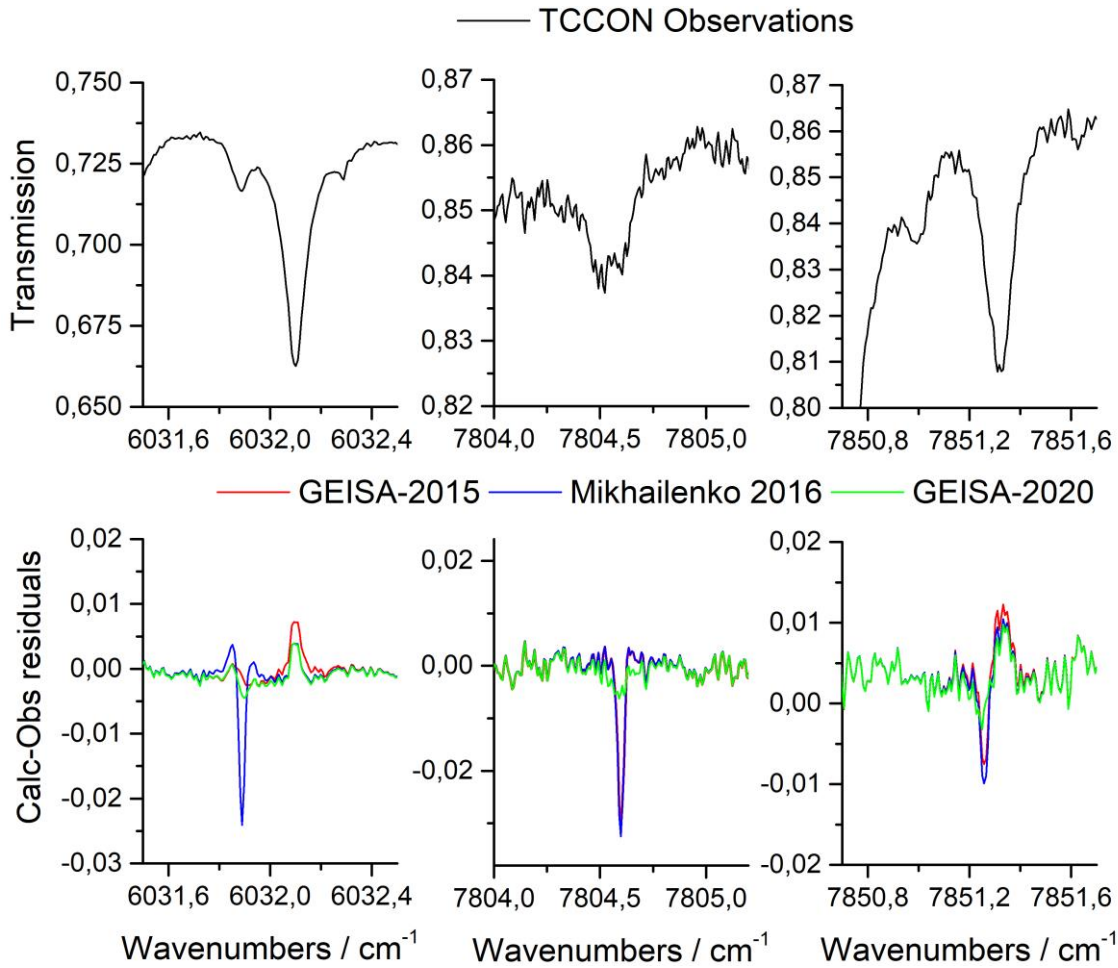 TCCON Observations
Transmission
0,750
0,725
0,700
0,675
0,650
6031,6 6032,0 6032,4
0,87
0,86
0,85
0,84
0,83
0,82
7804,0 7804,5 7805,0
0,87
0,86
0,85
0,84
0,83
0,82
0,81
0,80
7850,8 7851,2 7851,6
GEISA-2015 Mikhailenko 2016 GEISA-2020
Calc-Obs residuals
0,02
0,01
0,00
-0,01
-0,02
-0,03
6031,6 6032,0 6032,4
Wavenumbers / cm⁻¹
0,02
0,00
-0,02
7804,0 7804,5 7805,0
Wavenumbers / cm⁻¹
0,02
0,01
0,00
-0,01
-0,02
7850,8 7851,2 7851,6
Wavenumbers / cm⁻¹